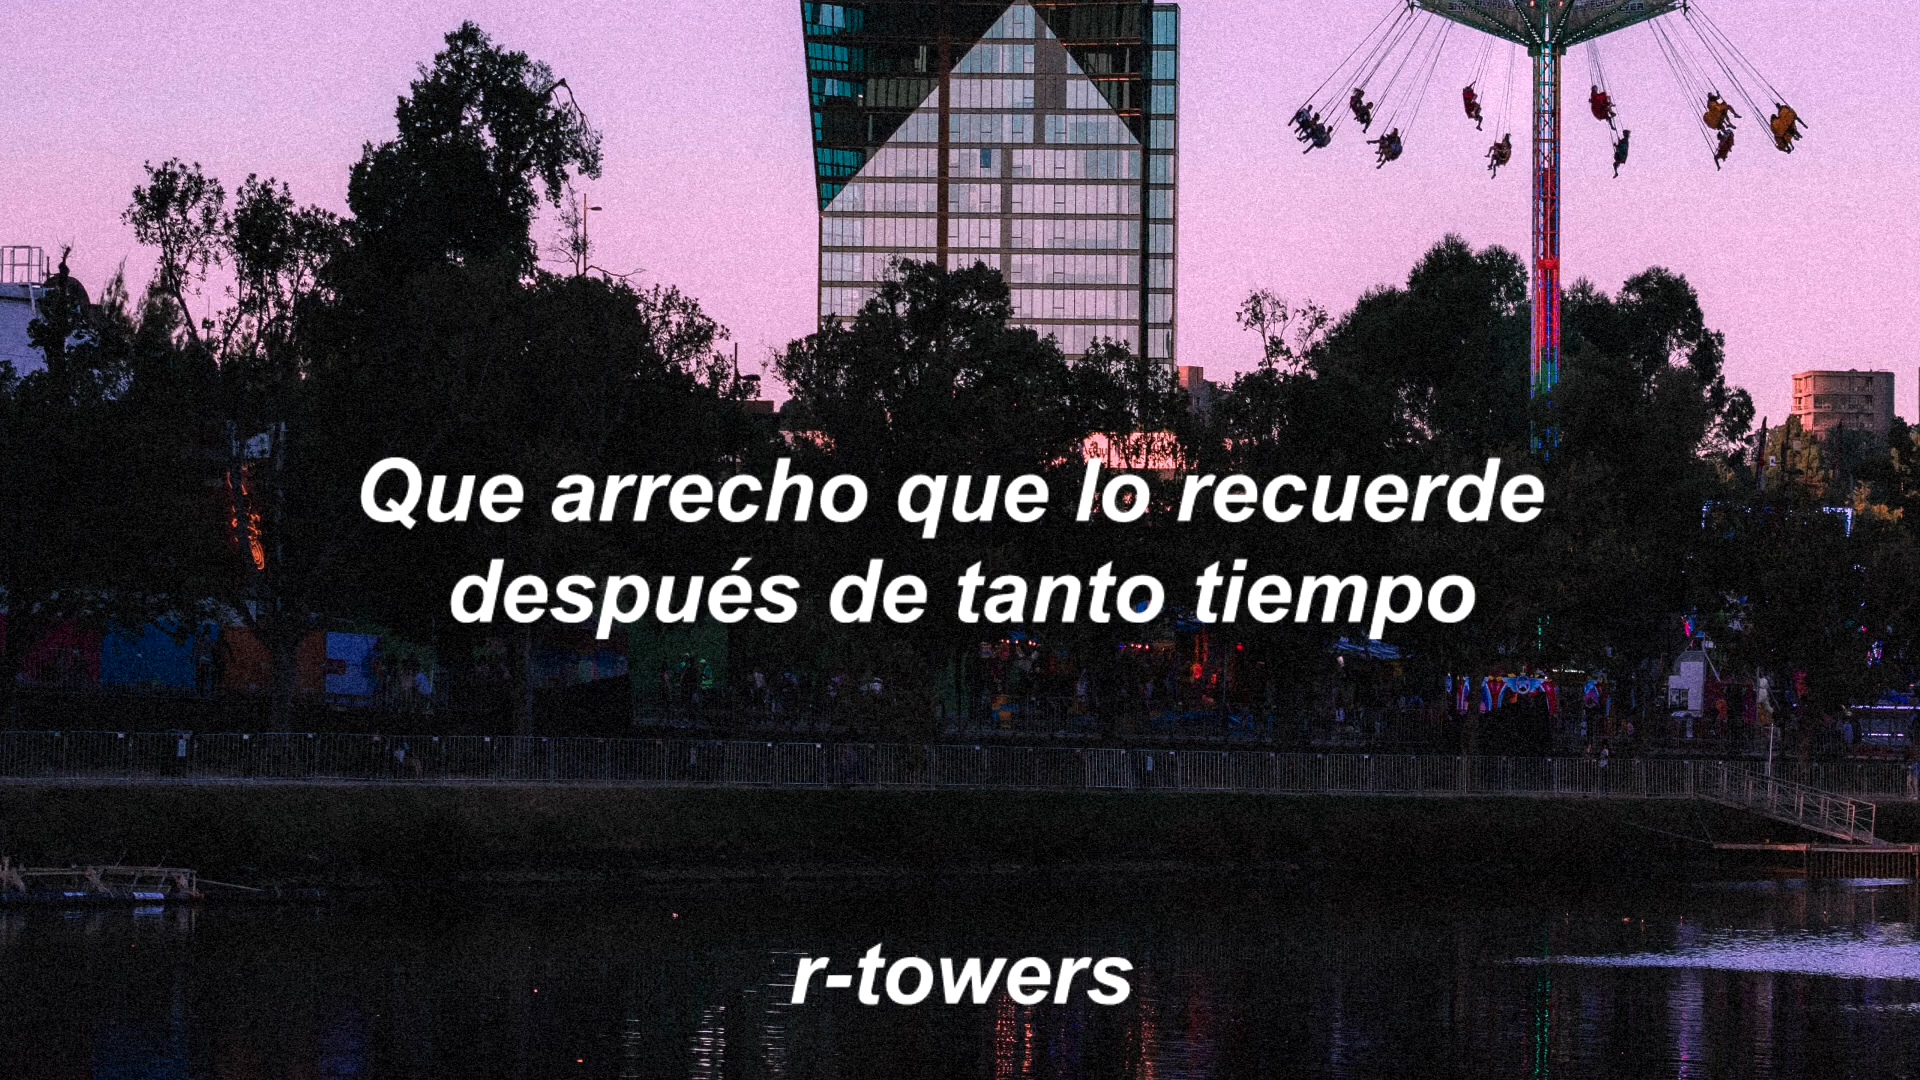 Que arrecho que lo recuerde
después de tanto tiempo
r-towers